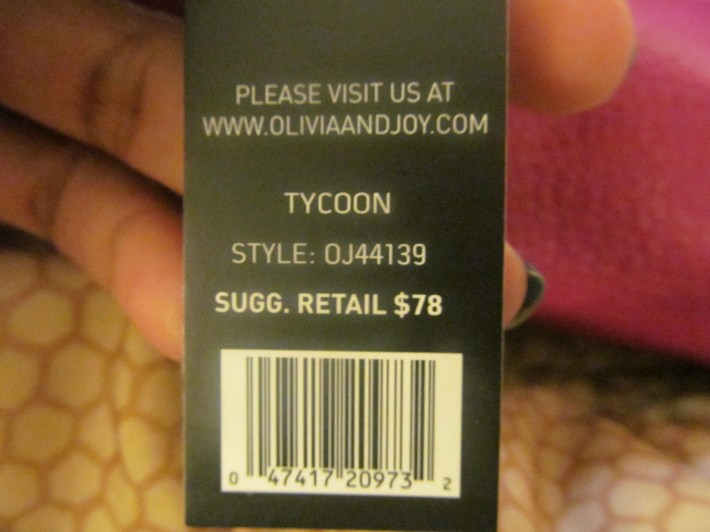 PLEASE VISIT US AT
WWW.OLIVIAANDJOY.COM
TYCOON
STYLE: OJ44139
SUGG. RETAIL $78
0 47417 20973 2